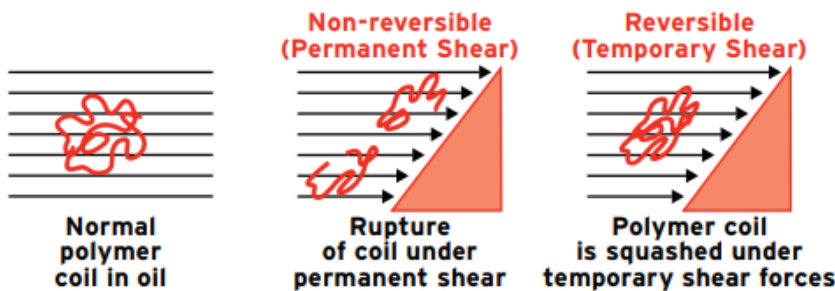 Non-reversible
(Permanent Shear)
Reversible
(Temporary Shear)
Normal
polymer
coil in oil
Rupture
of coil under
permanent shear
Polymer coil
is squashed under
temporary shear forces